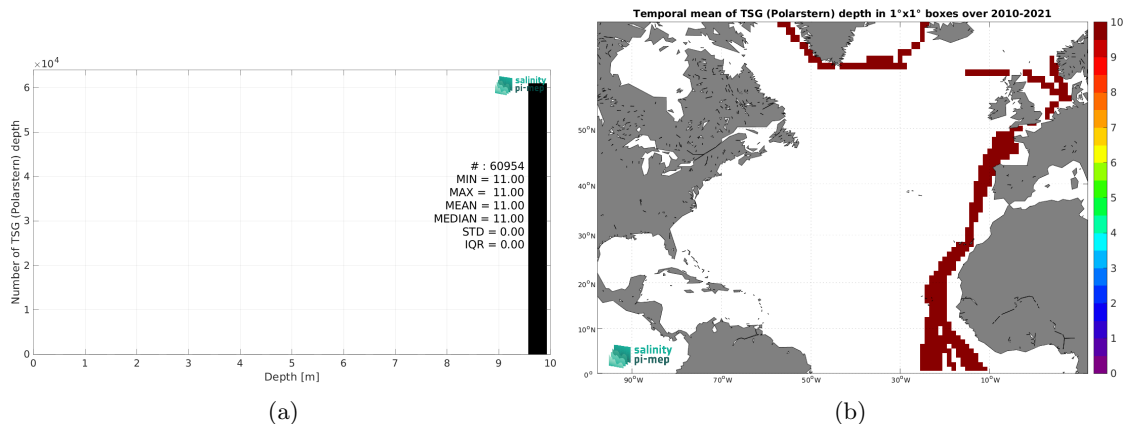 ×10⁴
6
5
4
3
2
1
0
Number of TSG (Polarstern) depth
salinity
pi-mep
# : 60954
MIN = 11.00
MAX = 11.00
MEAN = 11.00
MEDIAN = 11.00
STD = 0.00
IQR = 0.00
0 1 2 3 4 5 6 7 8 9 10
Depth [m]
(a)
Temporal mean of TSG (Polarstern) depth in 1°x1° boxes over 2010-2021
50°N
40°N
30°N
20°N
10°N
0°
90°W 70°W 50°W 30°W 10°W
salinity
pi-mep
10
9
8
7
6
5
4
3
2
1
0
(b)